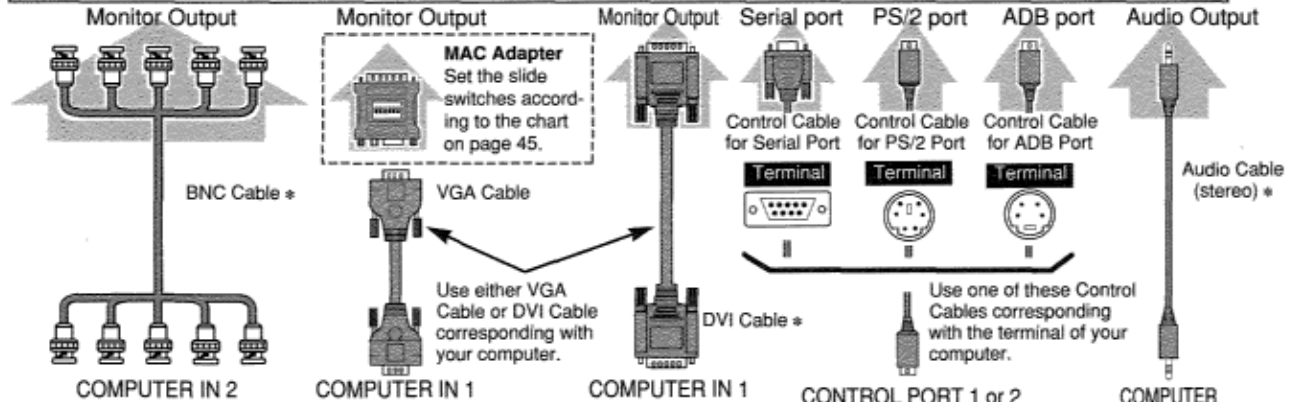 Monitor Output
Monitor Output
Monitor Output
Serial port
PS/2 port
ADB port
Audio Output
MAC Adapter
Set the slide
switches accord-
ing to the chart
on page 45.
Control Cable
for Serial Port
Control Cable
for PS/2 Port
Control Cable
for ADB Port
Terminal
Terminal
Terminal
BNC Cable *
VGA Cable
Audio Cable
(stereo) *
Use either VGA
Cable or DVI Cable
corresponding with
your computer.
DVI Cable *
Use one of these Control
Cables corresponding
with the terminal of your
computer.
COMPUTER IN 2
COMPUTER IN 1
COMPUTER IN 1
CONTROL PORT 1 or 2
COMPUTER